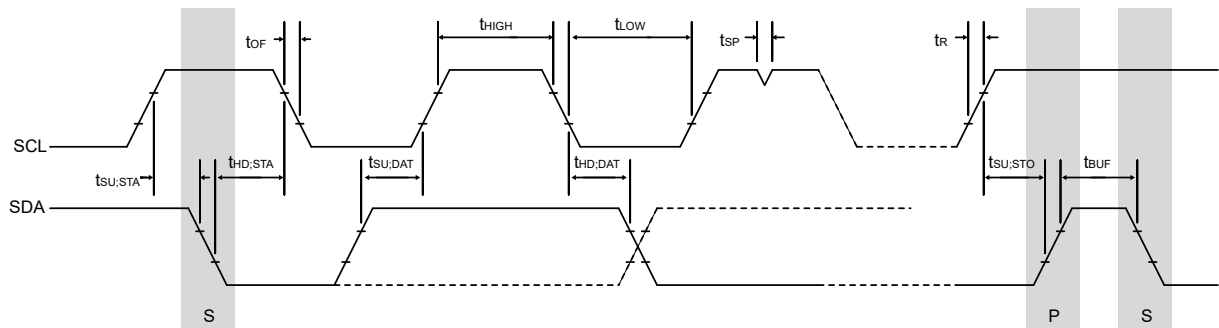 tOF
tHIGH
tLOW
tSP
tR
SCL
tSU;STA
tHD;STA
tSU;DAT
tHD;DAT
tSU;STO
tBUF
SDA
S
P
S